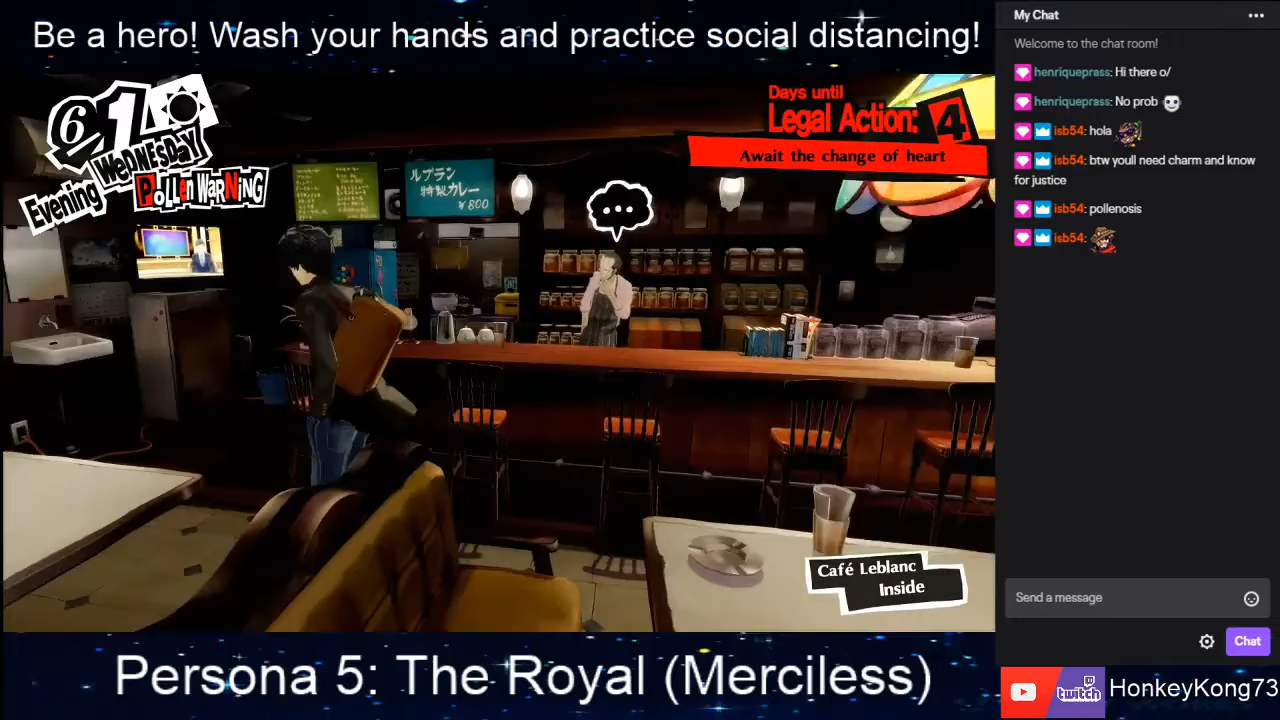 Be a hero! Wash your hands and practice social distancing!
6/1
WeDNeSDaY
Evening
PoLLen WarNiNG
Days until
Legal Action: 4
Await the change of heart
ルブラン
特製カレー
¥800
...
Café Leblanc
Inside
Persona 5: The Royal (Merciless)
My Chat
Welcome to the chat room!
henriqueprass: Hi there o/
henriqueprass: No prob
isb54: hola
isb54: btw youll need charm and know
for justice
isb54: pollenosis
isb54:
Send a message
Chat
twitch
HonkeyKong73